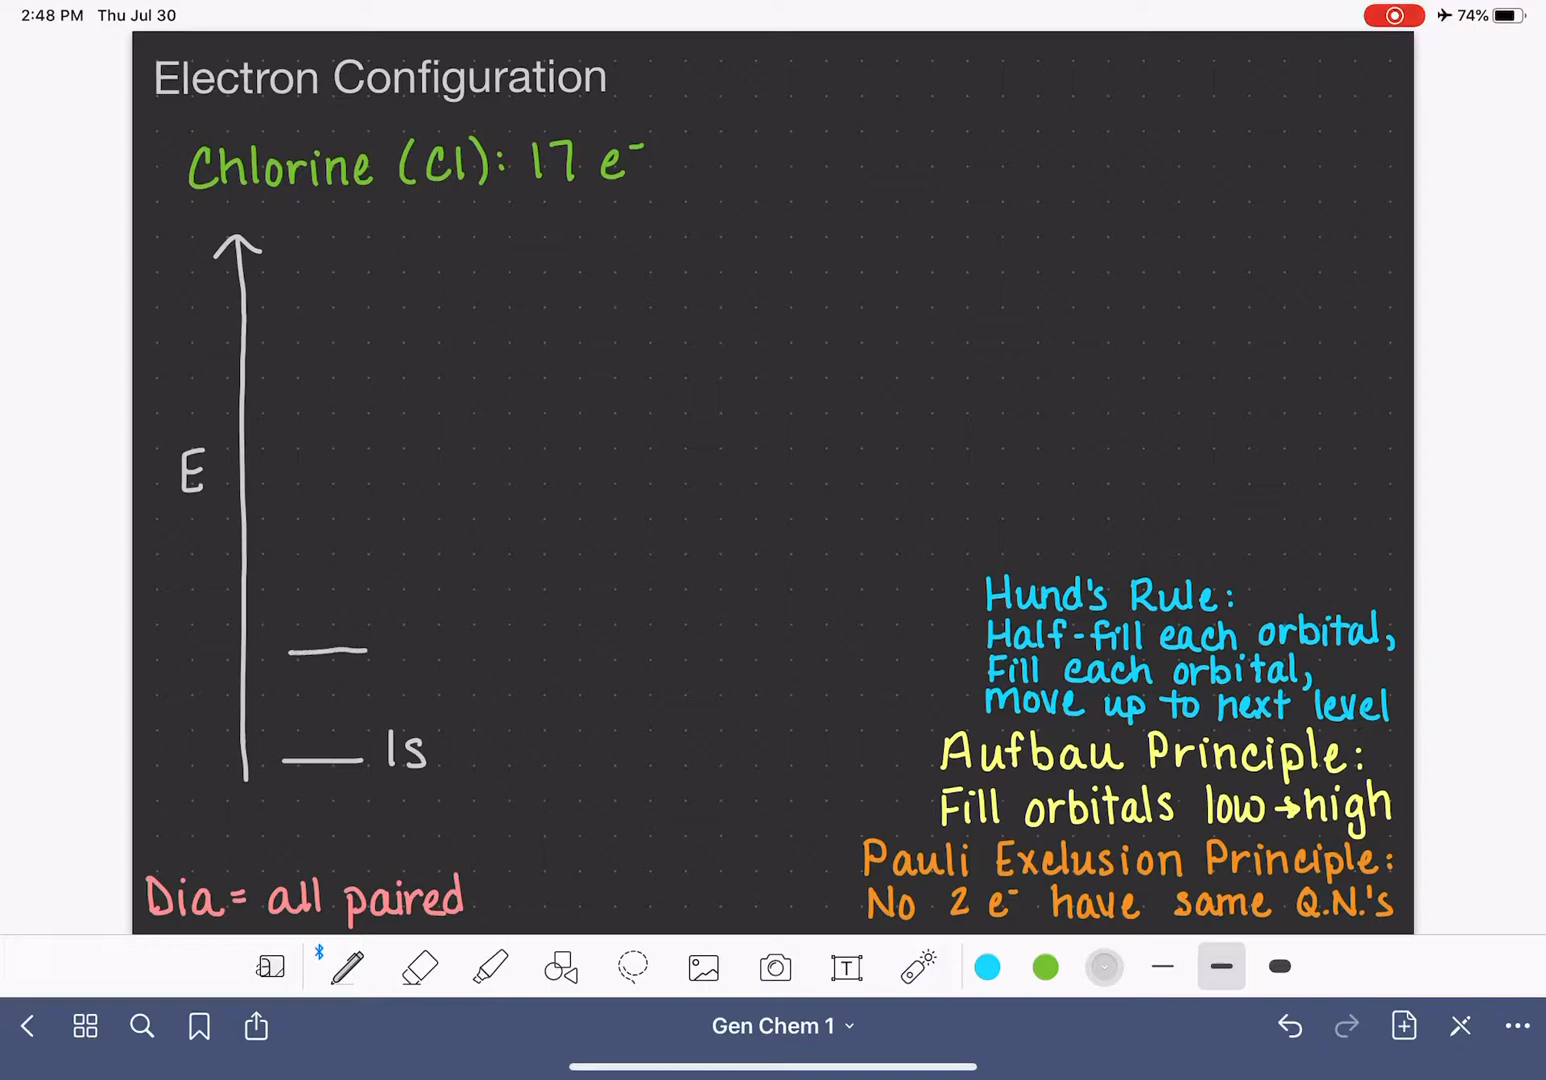 2:48 PM Thu Jul 30
74%
Electron Configuration
Chlorine (Cl): 17 e⁻
E
1s
Hund's Rule:
Half-fill each orbital,
Fill each orbital,
move up to next level
Aufbau Principle:
Fill orbitals low→high
Pauli Exclusion Principle:
No 2 e⁻ have same Q.N.'s
Dia = all paired
Gen Chem 1